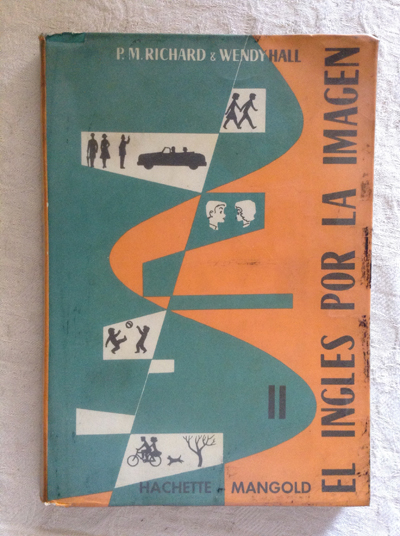 P. M. RICHARD & WENDY HALL
EL INGLES POR LA IMAGEN
II
HACHETTE - MANGOLD